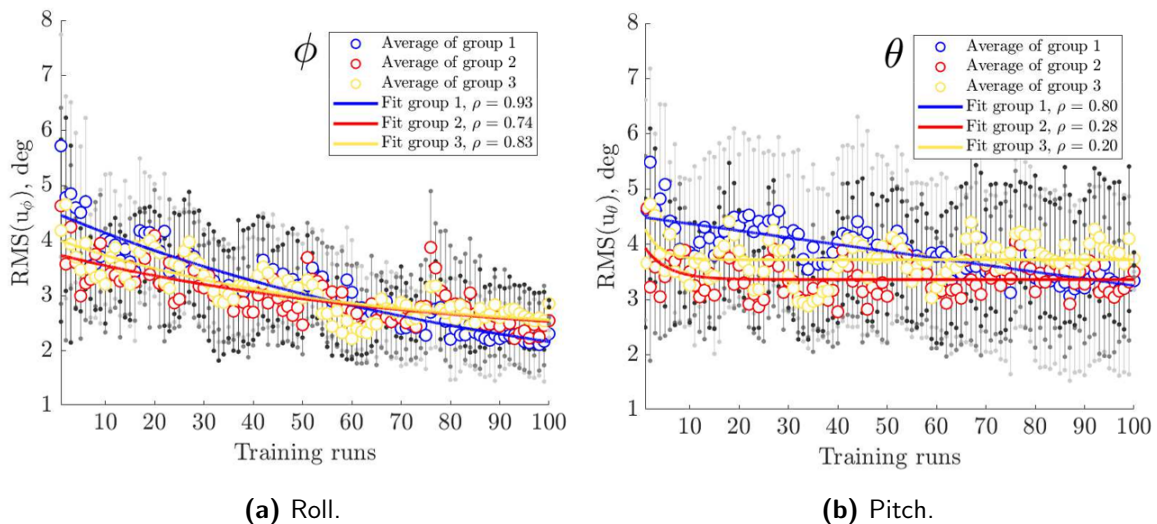 ϕ
Average of group 1
Average of group 2
Average of group 3
Fit group 1, ρ = 0.93
Fit group 2, ρ = 0.74
Fit group 3, ρ = 0.83
RMS(u_ϕ), deg
8
7
6
5
4
3
2
1
10 20 30 40 50 60 70 80 90 100
Training runs
(a) Roll.
θ
Average of group 1
Average of group 2
Average of group 3
Fit group 1, ρ = 0.80
Fit group 2, ρ = 0.28
Fit group 3, ρ = 0.20
RMS(u_θ), deg
8
7
6
5
4
3
2
1
10 20 30 40 50 60 70 80 90 100
Training runs
(b) Pitch.